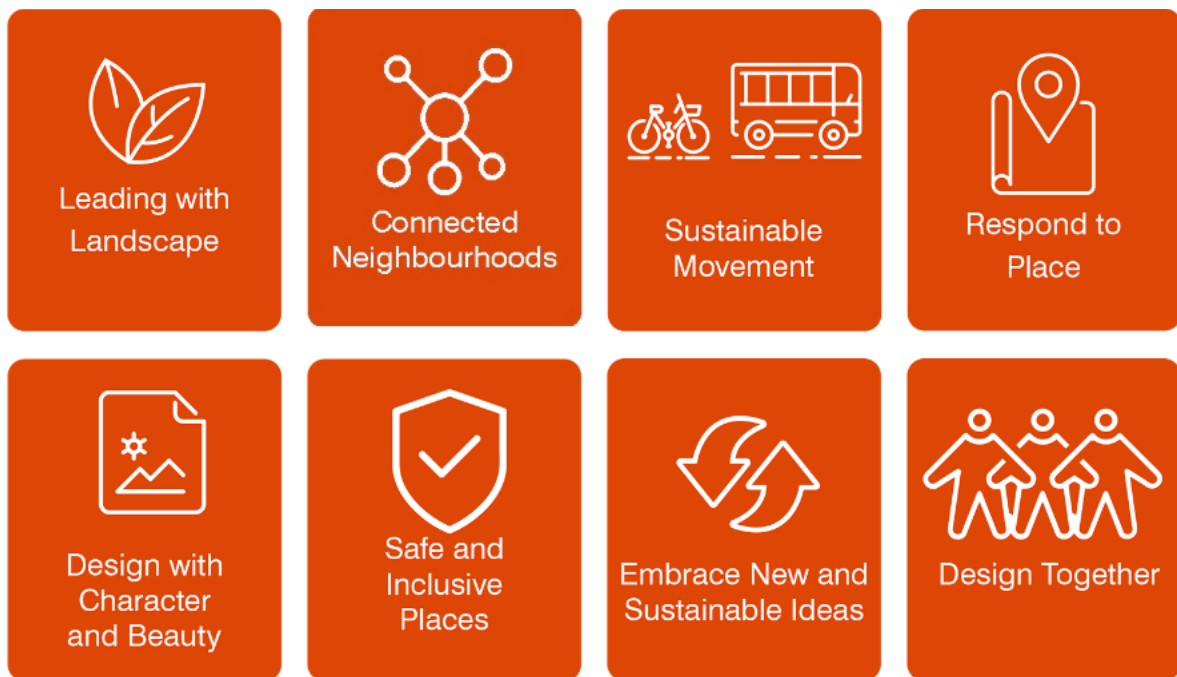 Leading with
Landscape
Connected
Neighbourhoods
Sustainable
Movement
Respond to
Place
Design with
Character
and Beauty
Safe and
Inclusive
Places
Embrace New and
Sustainable Ideas
Design Together